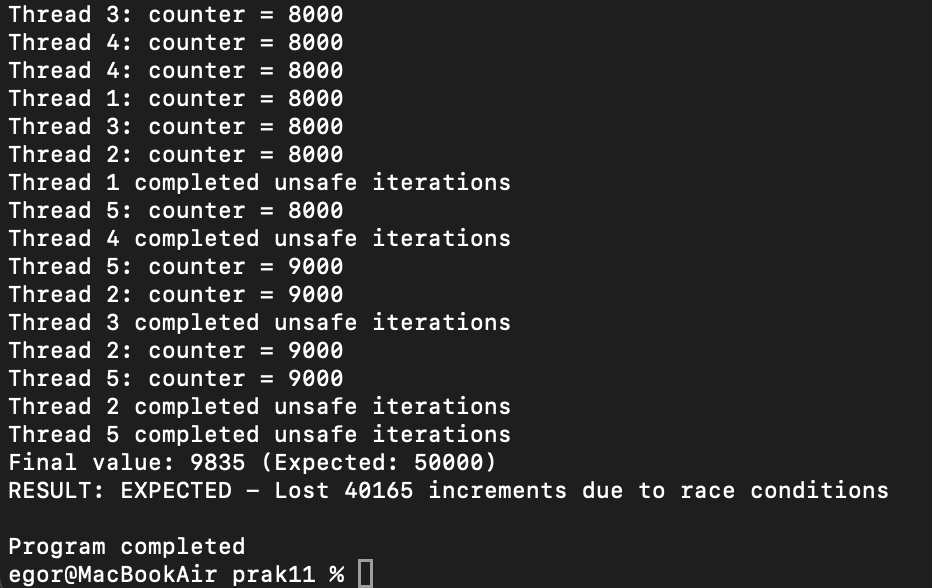 Thread 3: counter = 8000
Thread 4: counter = 8000
Thread 4: counter = 8000
Thread 1: counter = 8000
Thread 3: counter = 8000
Thread 2: counter = 8000
Thread 1 completed unsafe iterations
Thread 5: counter = 8000
Thread 4 completed unsafe iterations
Thread 5: counter = 9000
Thread 2: counter = 9000
Thread 3 completed unsafe iterations
Thread 2: counter = 9000
Thread 5: counter = 9000
Thread 2 completed unsafe iterations
Thread 5 completed unsafe iterations
Final value: 9835 (Expected: 50000)
RESULT: EXPECTED – Lost 40165 increments due to race conditions
Program completed
egor@MacBookAir prak11 %